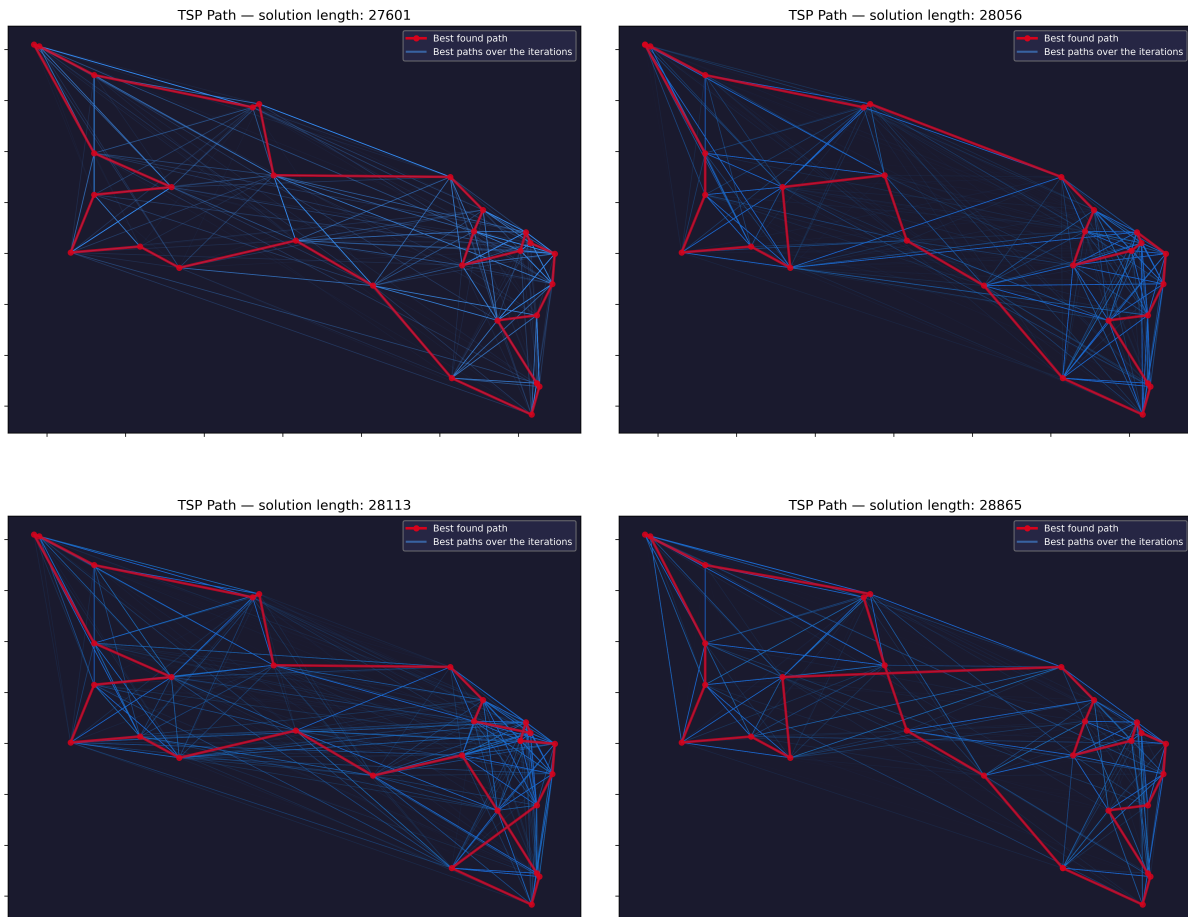 TSP Path — solution length: 27601
Best found path
Best paths over the iterations
TSP Path — solution length: 28056
Best found path
Best paths over the iterations
TSP Path — solution length: 28113
Best found path
Best paths over the iterations
TSP Path — solution length: 28865
Best found path
Best paths over the iterations